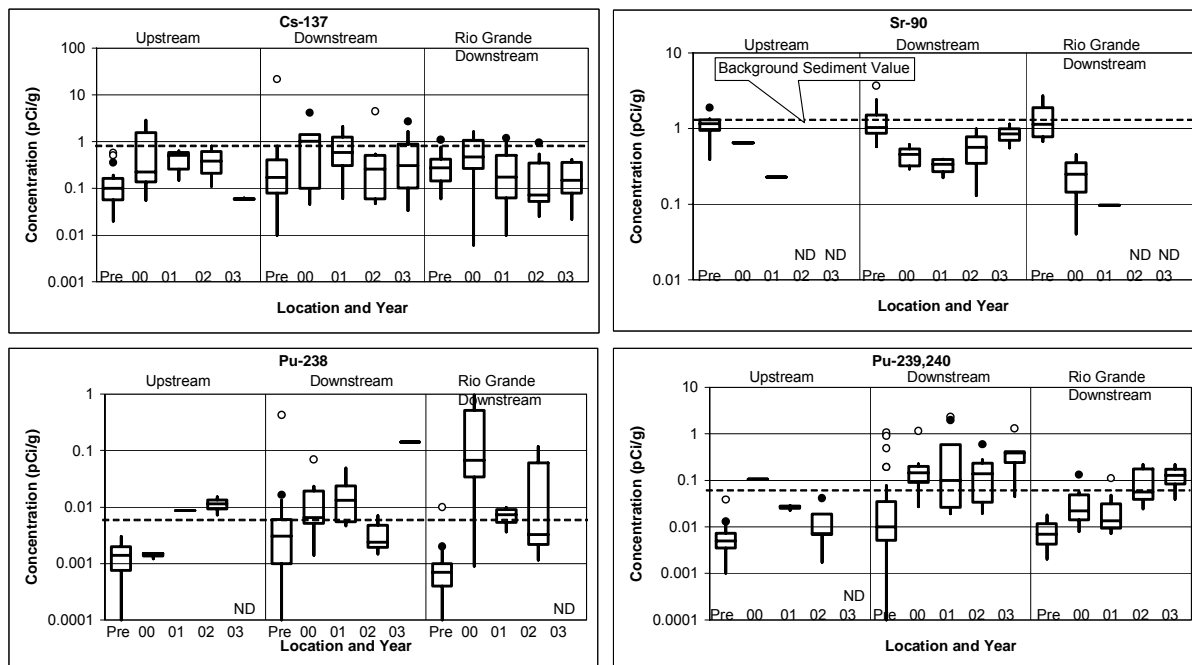 Cs-137
Upstream Downstream Rio Grande
Downstream
Concentration (pCi/g)
100
10
1
0.1
0.01
0.001
Pre 00 01 02 03 Pre 00 01 02 03 Pre 00 01 02 03
Location and Year
Sr-90
Upstream Downstream Rio Grande
Downstream
Background Sediment Value
Concentration (pCi/g)
10
1
0.1
0.01
ND ND ND ND
Pre 00 01 02 03 Pre 00 01 02 03 Pre 00 01 02 03
Location and Year
Pu-238
Upstream Downstream Rio Grande
Downstream
Concentration (pCi/g)
1
0.1
0.01
0.001
0.0001
ND ND
Pre 00 01 02 03 Pre 00 01 02 03 Pre 00 01 02 03
Location and Year
Pu-239,240
Upstream Downstream Rio Grande
Downstream
Concentration (pCi/g)
10
1
0.1
0.01
0.001
0.0001
ND
Pre 00 01 02 03 Pre 00 01 02 03 Pre 00 01 02 03
Location and Year